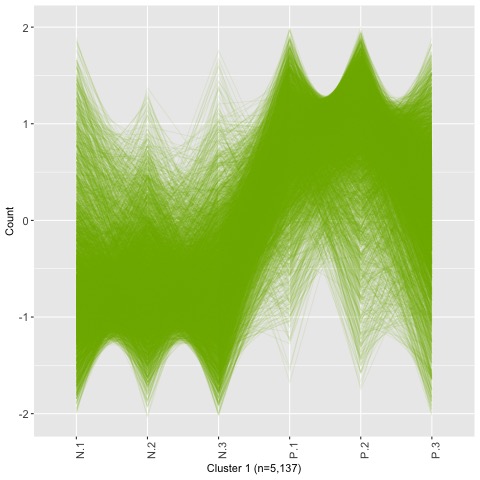 2
1
0
-1
-2
Count
N.1
N.2
N.3
P.1
P.2
P.3
Cluster 1 (n=5,137)